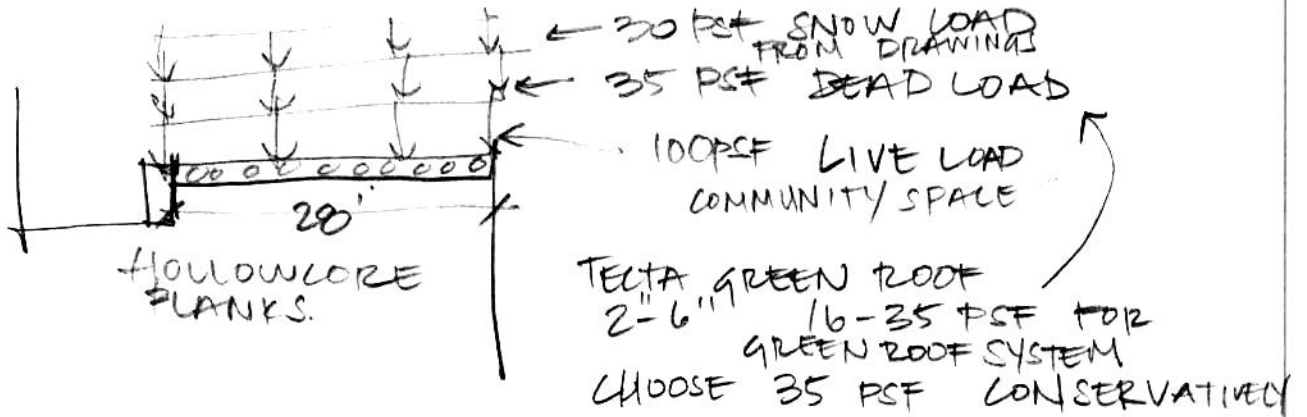 ← 30 PSF SNOW LOAD
FROM DRAWINGS
← 35 PSF DEAD LOAD
100PSF LIVE LOAD
COMMUNITY SPACE
28'
HOLLOWCORE
PLANKS.
TECTA GREEN ROOF
2"-6" 16-35 PSF FOR
GREEN ROOF SYSTEM
CHOOSE 35 PSF CONSERVATIVELY